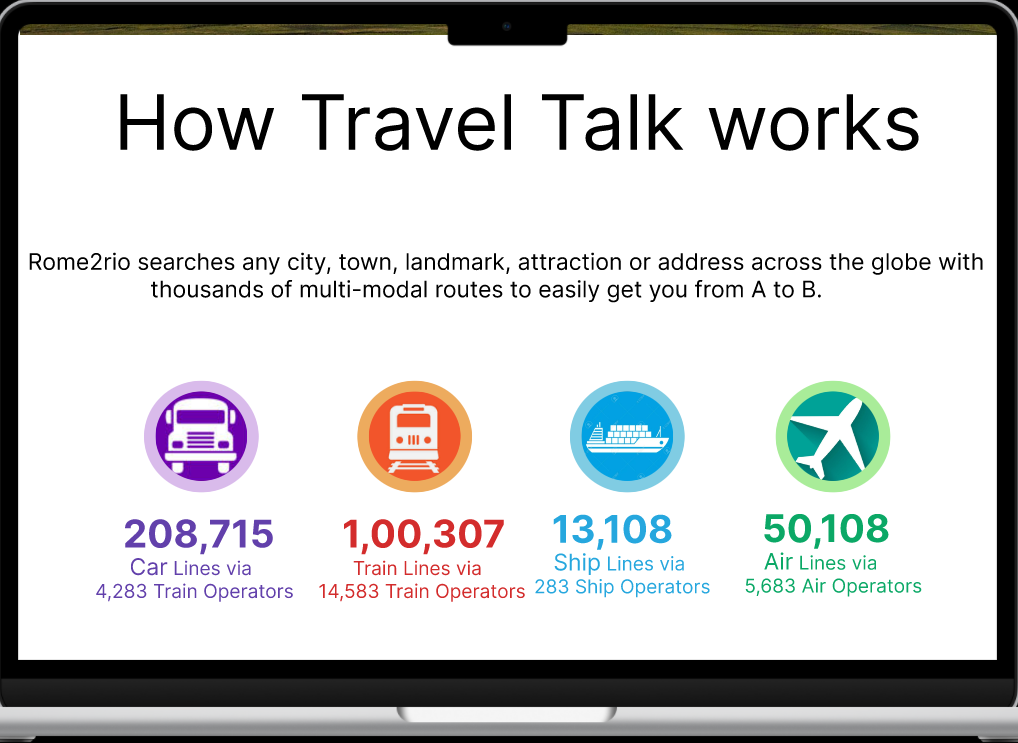 How Travel Talk works
Rome2rio searches any city, town, landmark, attraction or address across the globe with
thousands of multi-modal routes to easily get you from A to B.
208,715
Car Lines via
4,283 Train Operators
1,00,307
Train Lines via
14,583 Train Operators
13,108
Ship Lines via
283 Ship Operators
50,108
Air Lines via
5,683 Air Operators